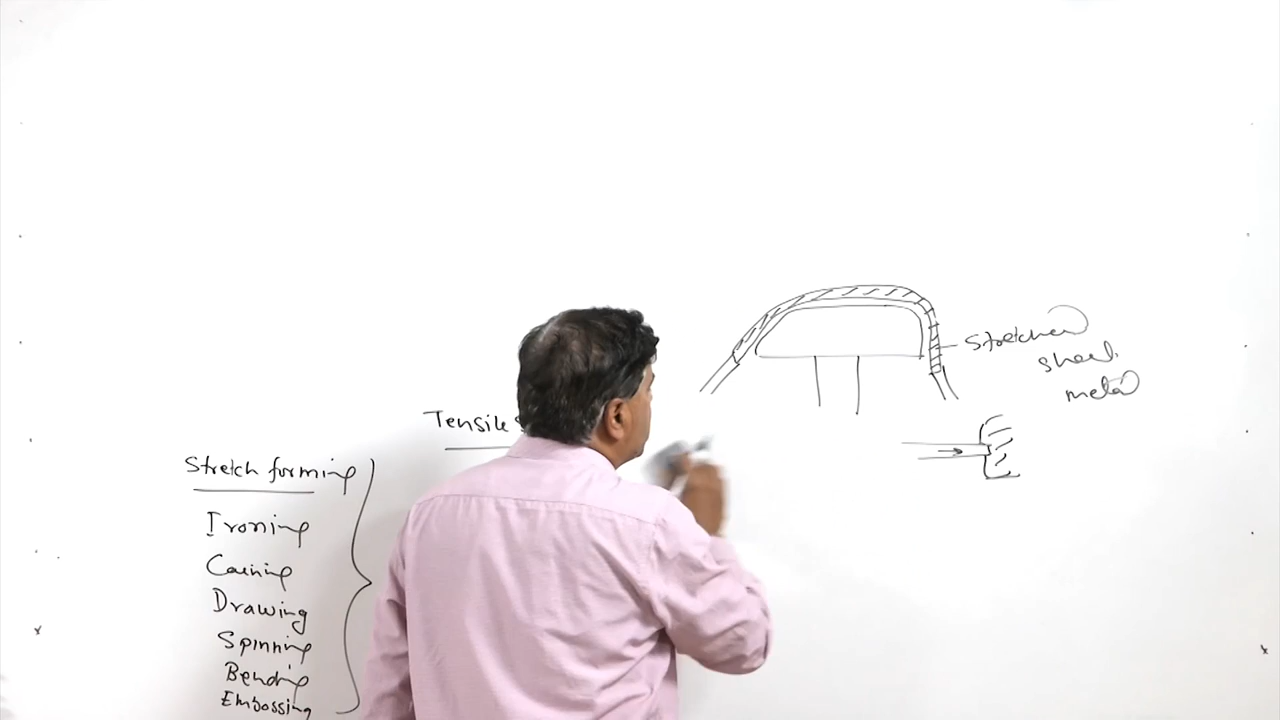 Tensile
Stretch forming
Ironing
Coining
Drawing
Spinning
Bending
Embossing
Stretched
sheet
metal